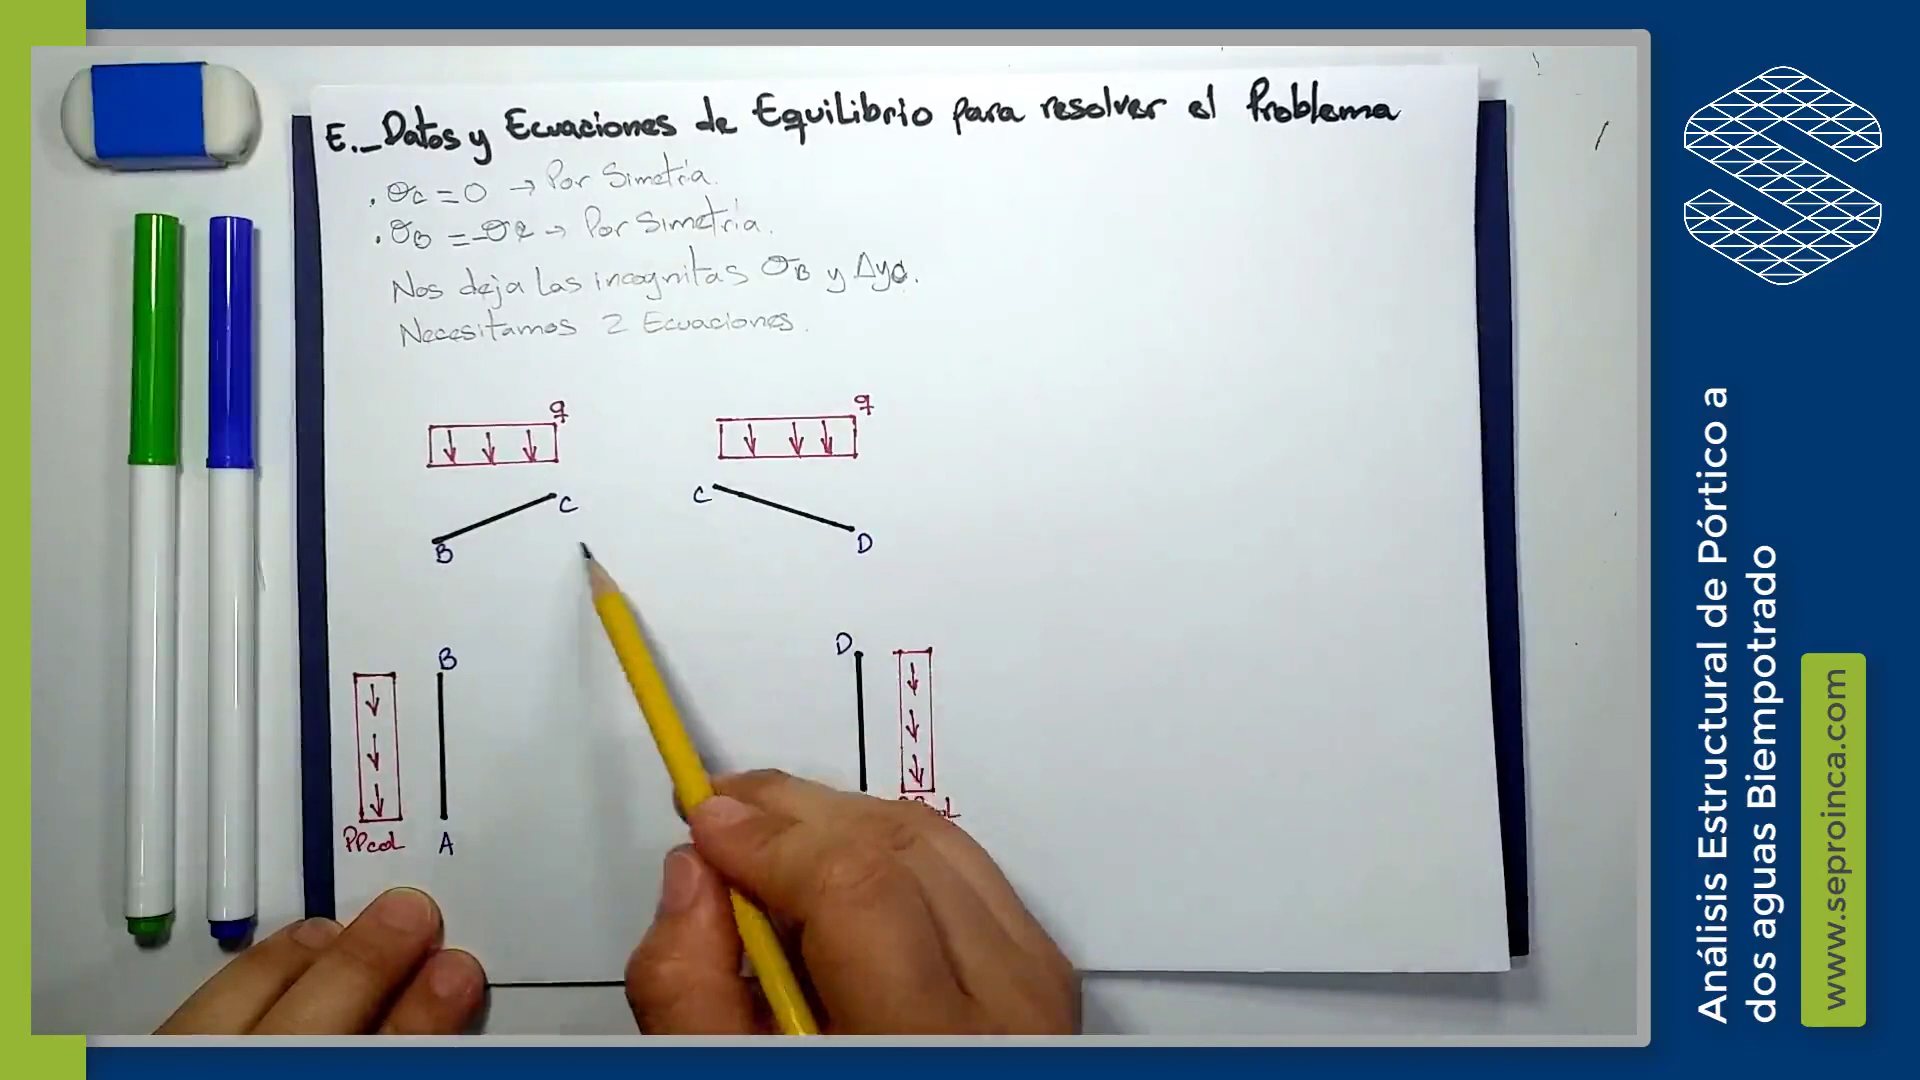 E._Datos y Ecuaciones de Equilibrio para resolver el Problema
. θc = 0 → Por Simetría.
. θB = -θ → Por Simetría.
Nos deja las incognitas θB y Δyc.
Necesitamos 2 Ecuaciones.
q
q
C
C
B
D
B
D
PPcol
A
Análisis Estructural de Pórtico a
dos aguas Biempotrado
www.seproinca.com